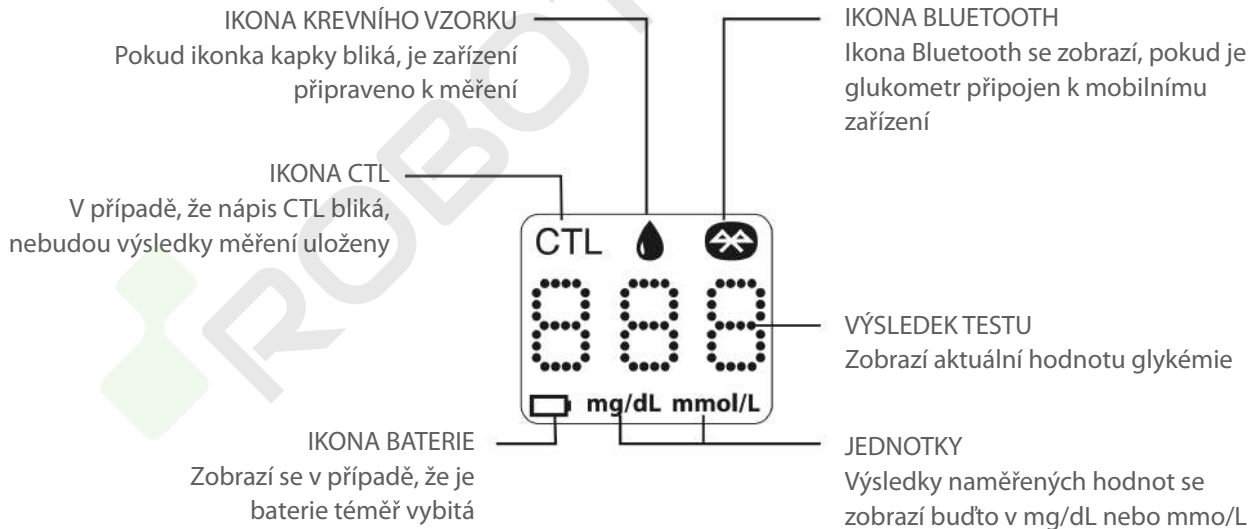 IKONA KREVNÍHO VZORKU
Pokud ikonka kapky bliká, je zařízení
připraveno k měření
IKONA BLUETOOTH
Ikona Bluetooth se zobrazí, pokud je
glukometr připojen k mobilnímu
zařízení
IKONA CTL
V případě, že nápis CTL bliká,
nebudou výsledky měření uloženy
CTL
888
mg/dL mmol/L
VÝSLEDEK TESTU
Zobrazí aktuální hodnotu glykémie
IKONA BATERIE
Zobrazí se v případě, že je
baterie téměř vybitá
JEDNOTKY
Výsledky naměřených hodnot se
zobrazí buďto v mg/dL nebo mmo/L
ROBOT